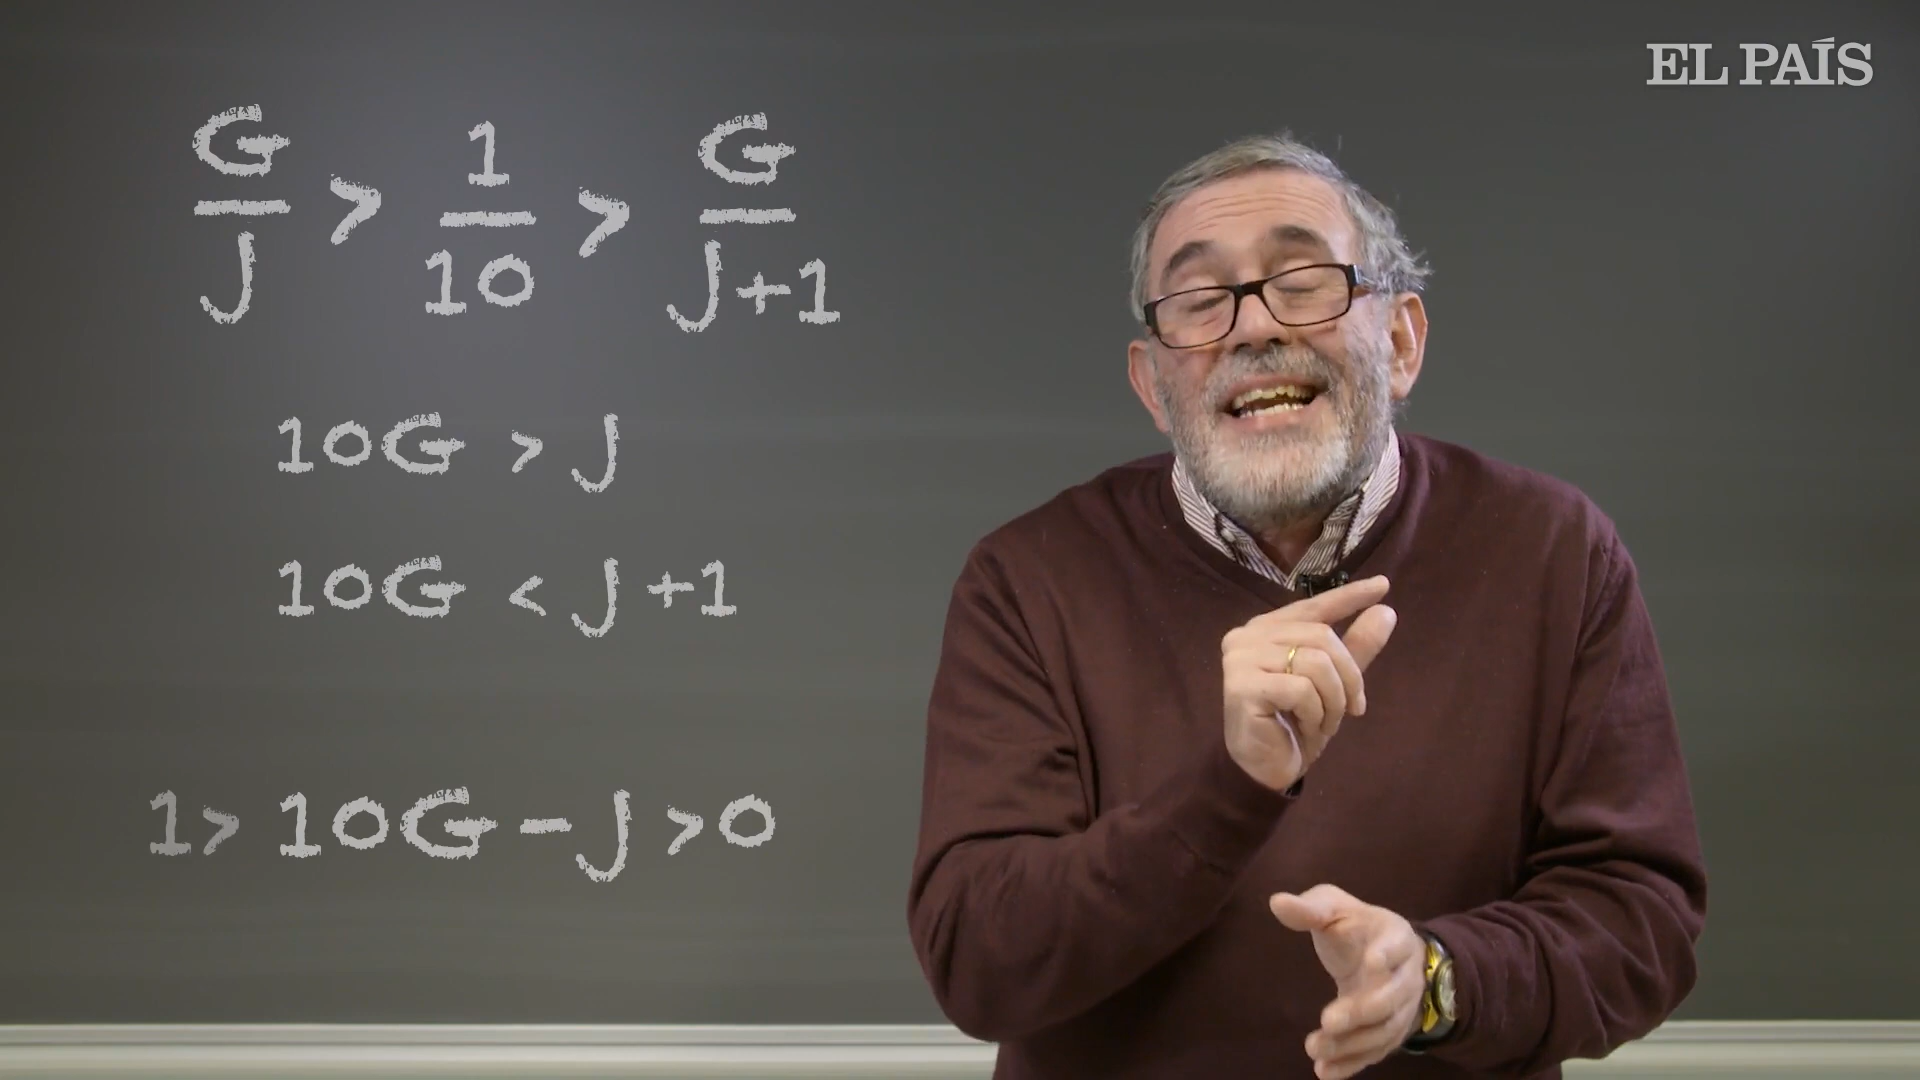 EL PAÍS
G/J > 1/10 > G/J+1
10G > J
10G < J+1
1> 10G-J >0